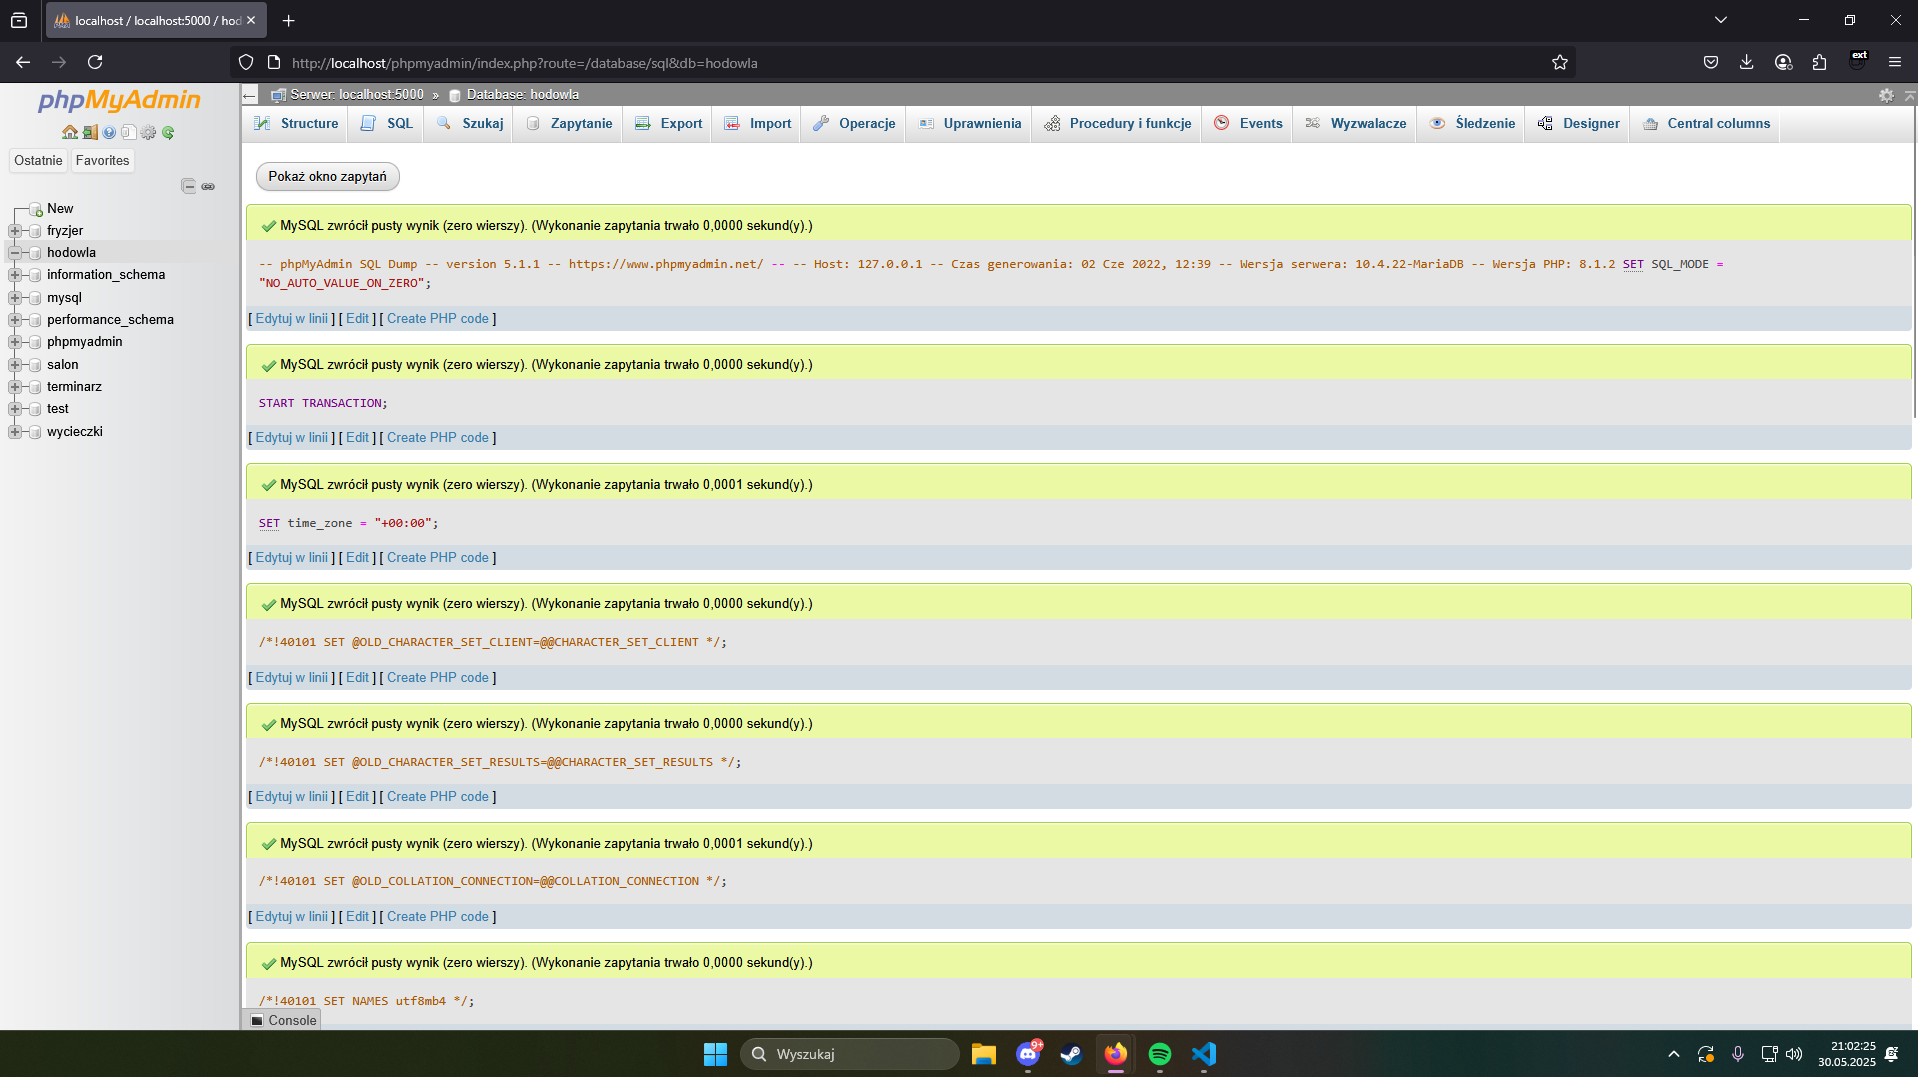 localhost / localhost:5000 / hod
http://localhost/phpmyadmin/index.php?route=/database/sql&db=hodowla
ext
phpMyAdmin
Ostatnie Favorites
New
fryzjer
hodowla
information_schema
mysql
performance_schema
phpmyadmin
salon
terminarz
test
wycieczki
Serwer: localhost:5000 » Database: hodowla
Structure SQL Szukaj Zapytanie Export Import Operacje Uprawnienia Procedury i funkcje Events Wyzwalacze Śledzenie Designer Central columns
Pokaż okno zapytań
MySQL zwrócił pusty wynik (zero wierszy). (Wykonanie zapytania trwało 0,0000 sekund(y).)
-- phpMyAdmin SQL Dump -- version 5.1.1 -- https://www.phpmyadmin.net/ -- -- Host: 127.0.0.1 -- Czas generowania: 02 Cze 2022, 12:39 -- Wersja serwera: 10.4.22-MariaDB -- Wersja PHP: 8.1.2 SET SQL_MODE =
"NO_AUTO_VALUE_ON_ZERO";
[ Edytuj w linii ] [ Edit ] [ Create PHP code ]
MySQL zwrócił pusty wynik (zero wierszy). (Wykonanie zapytania trwało 0,0000 sekund(y).)
START TRANSACTION;
[ Edytuj w linii ] [ Edit ] [ Create PHP code ]
MySQL zwrócił pusty wynik (zero wierszy). (Wykonanie zapytania trwało 0,0001 sekund(y).)
SET time_zone = "+00:00";
[ Edytuj w linii ] [ Edit ] [ Create PHP code ]
MySQL zwrócił pusty wynik (zero wierszy). (Wykonanie zapytania trwało 0,0000 sekund(y).)
/*!40101 SET @OLD_CHARACTER_SET_CLIENT=@@CHARACTER_SET_CLIENT */;
[ Edytuj w linii ] [ Edit ] [ Create PHP code ]
MySQL zwrócił pusty wynik (zero wierszy). (Wykonanie zapytania trwało 0,0000 sekund(y).)
/*!40101 SET @OLD_CHARACTER_SET_RESULTS=@@CHARACTER_SET_RESULTS */;
[ Edytuj w linii ] [ Edit ] [ Create PHP code ]
MySQL zwrócił pusty wynik (zero wierszy). (Wykonanie zapytania trwało 0,0001 sekund(y).)
/*!40101 SET @OLD_COLLATION_CONNECTION=@@COLLATION_CONNECTION */;
[ Edytuj w linii ] [ Edit ] [ Create PHP code ]
MySQL zwrócił pusty wynik (zero wierszy). (Wykonanie zapytania trwało 0,0000 sekund(y).)
/*!40101 SET NAMES utf8mb4 */;
Console
Wyszukaj
9+
21:02:25
30.05.2025